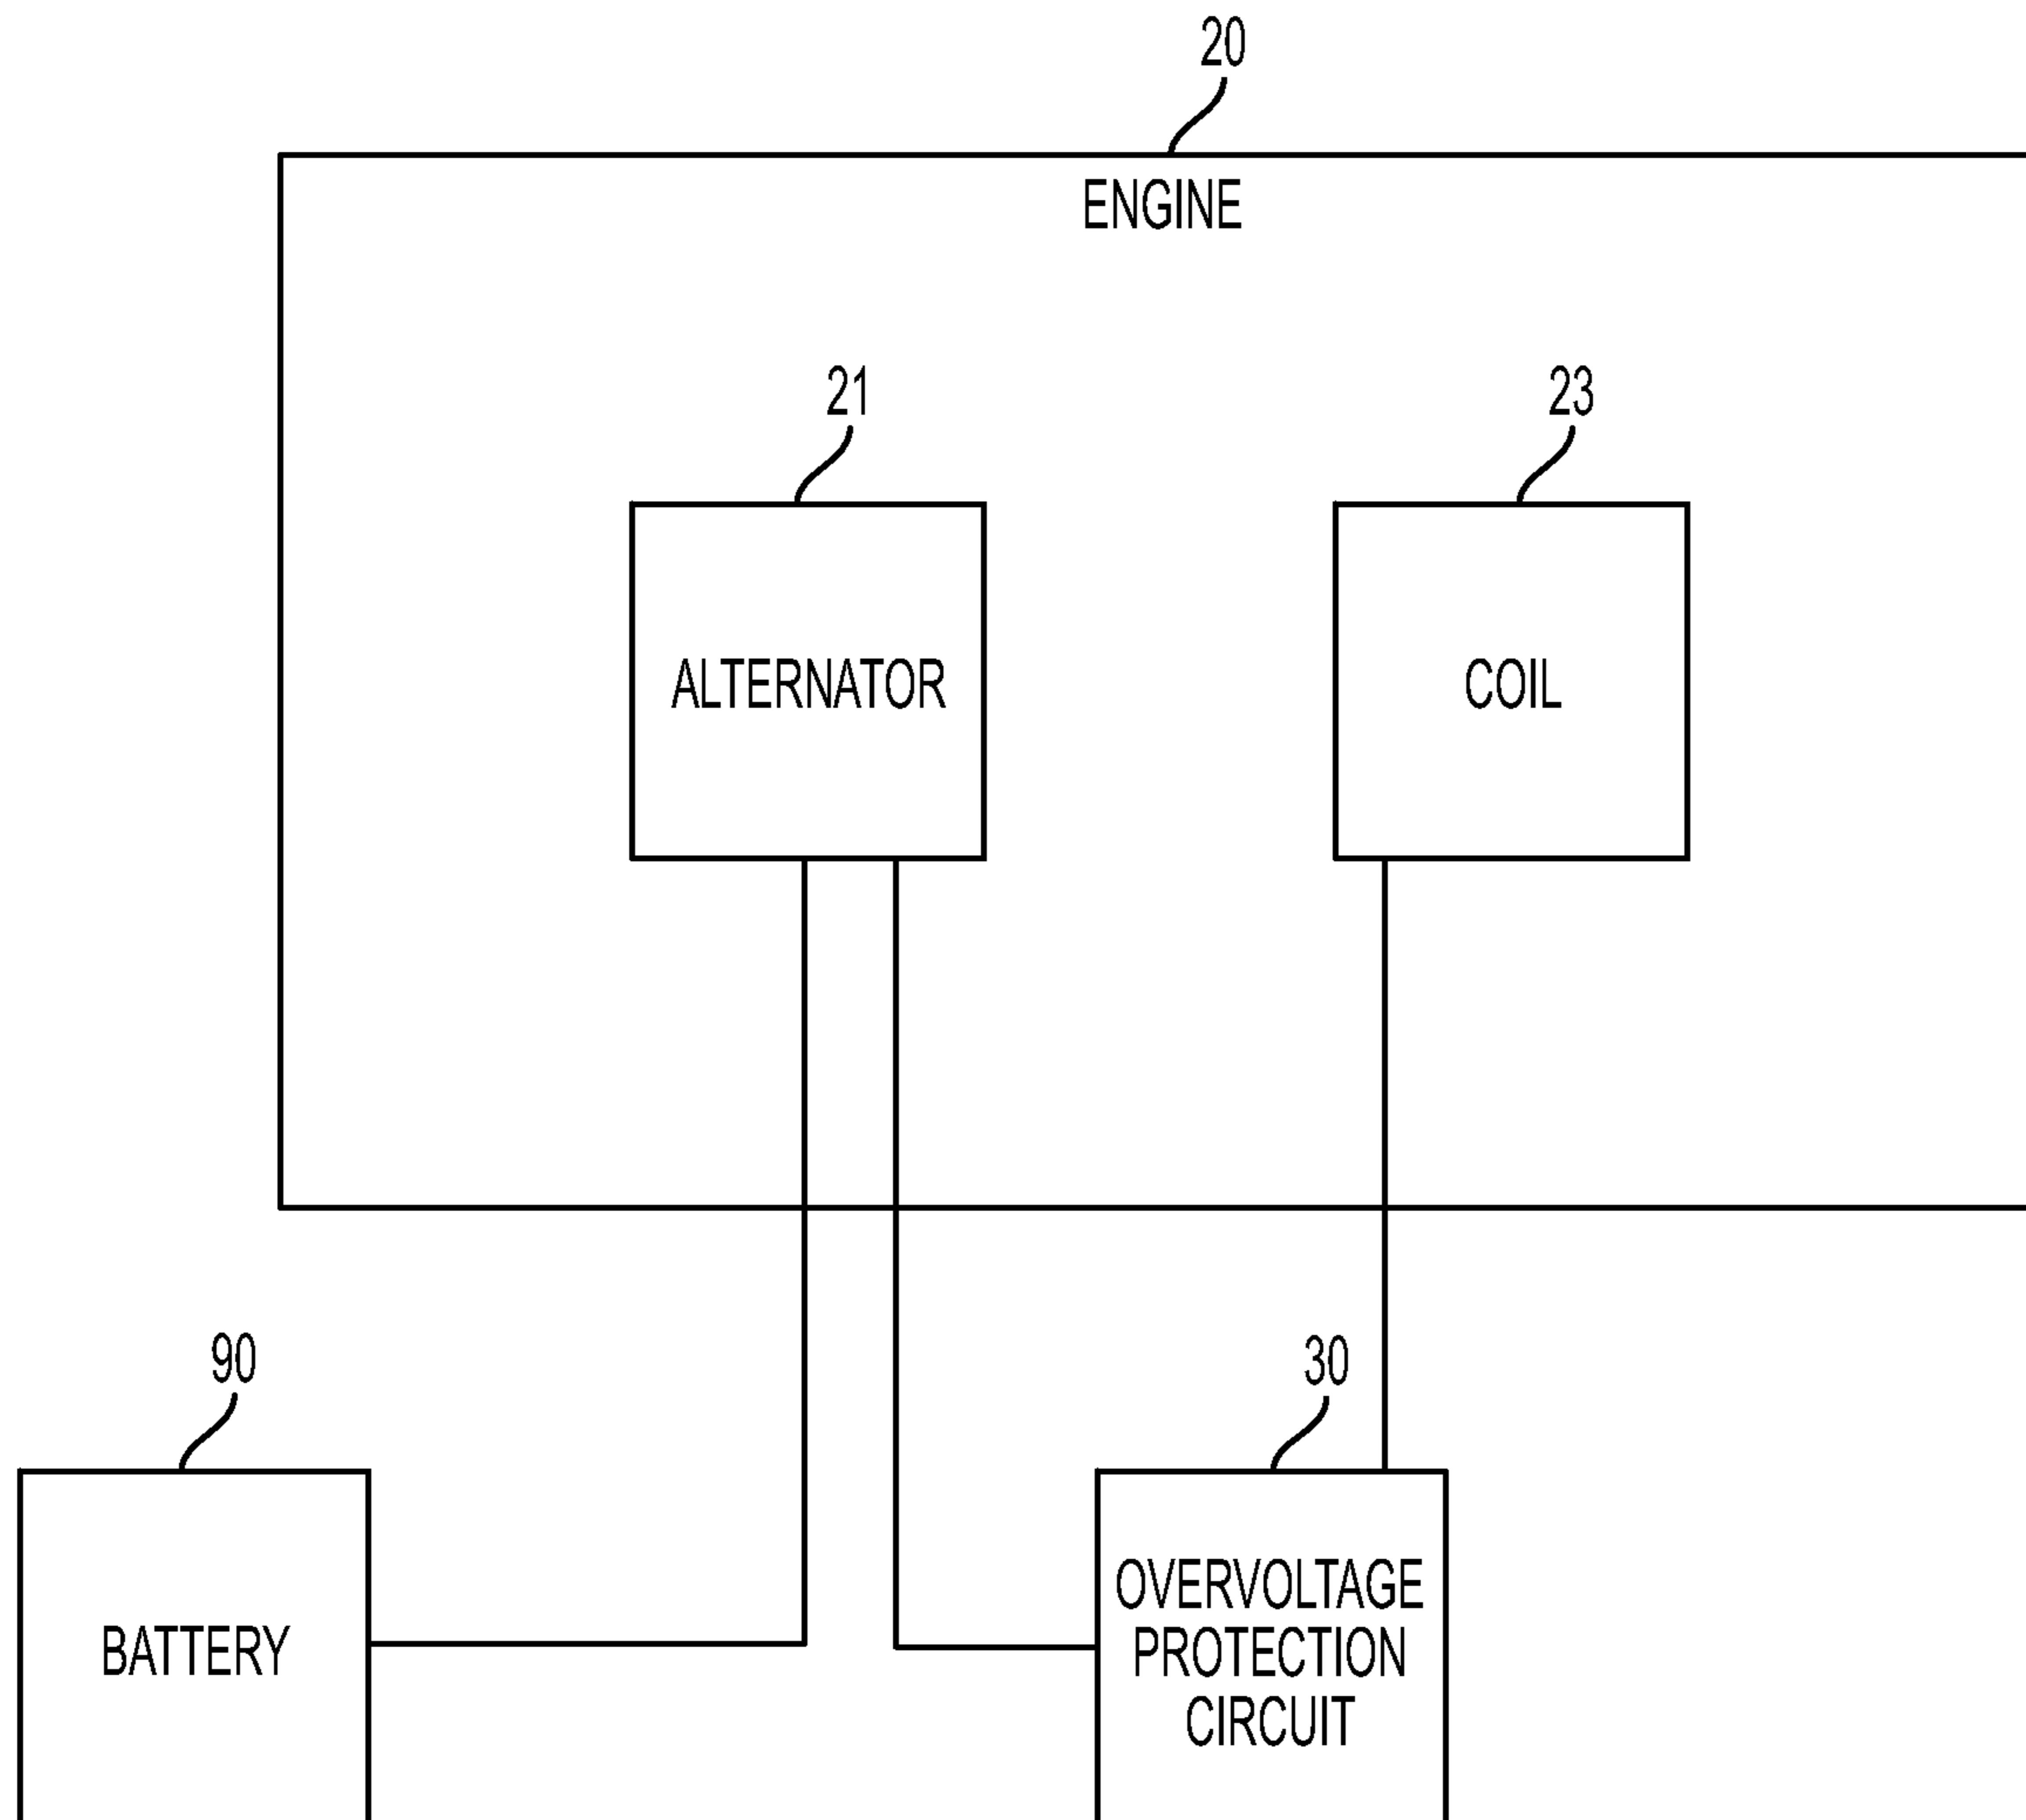 20
ENGINE
21
23
ALTERNATOR
COIL
90
30
BATTERY
OVERVOLTAGE
PROTECTION
CIRCUIT